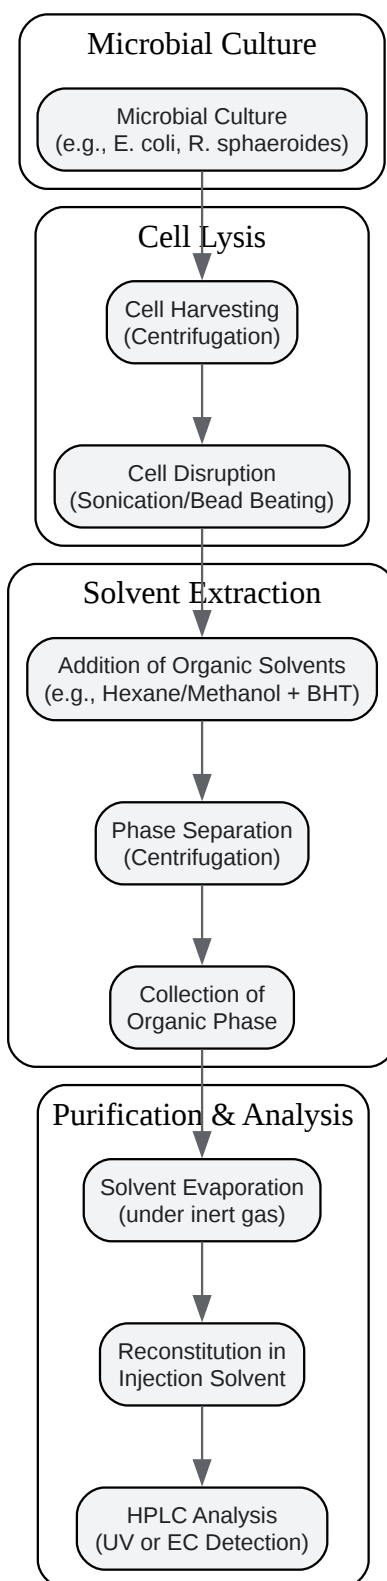 Microbial Culture
Microbial Culture
(e.g., E. coli, R. sphaeroides)
Cell Lysis
Cell Harvesting
(Centrifugation)
Cell Disruption
(Sonication/Bead Beating)
Solvent Extraction
Addition of Organic Solvents
(e.g., Hexane/Methanol + BHT)
Phase Separation
(Centrifugation)
Collection of
Organic Phase
Purification & Analysis
Solvent Evaporation
(under inert gas)
Reconstitution in
Injection Solvent
HPLC Analysis
(UV or EC Detection)